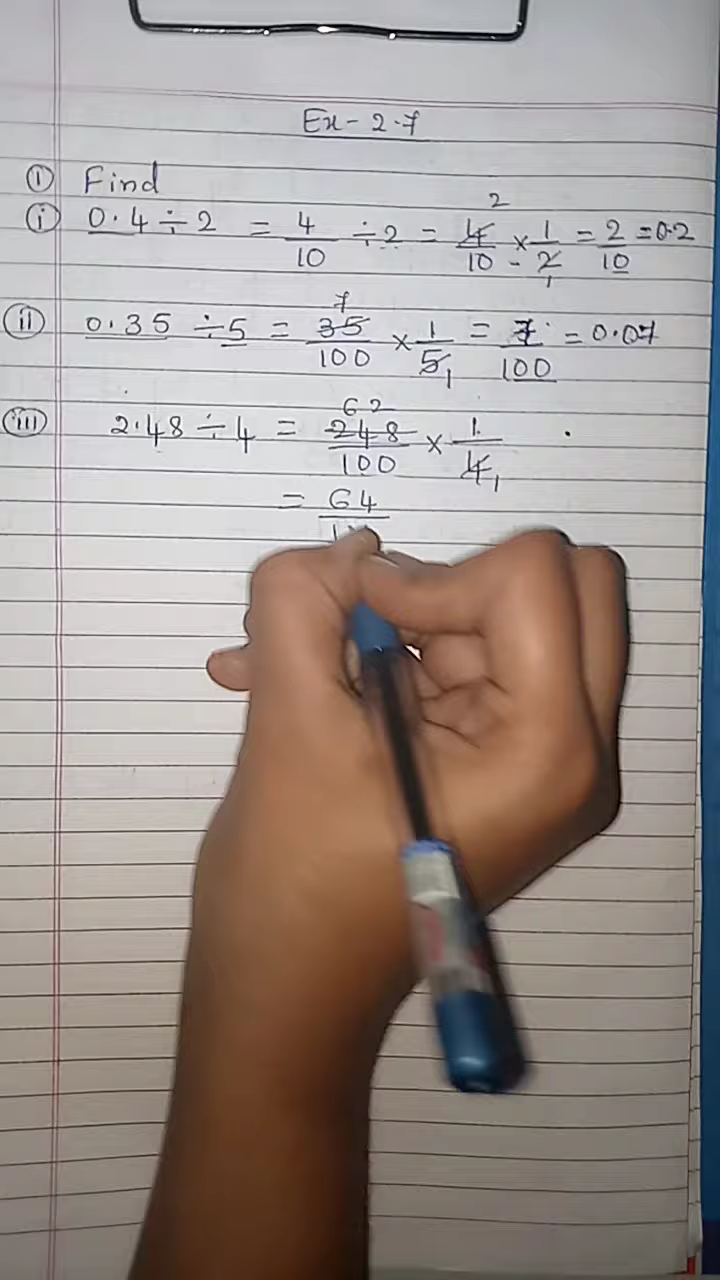 Ex - 2.7
① Find
ⓘ 0.4 ÷ 2 = 4/10 ÷ 2 = 4/10 × 1/2 = 2/10 = 0.2
ⓘⓘ 0.35 ÷ 5 = 35/100 × 1/5 = 7/100 = 0.07
ⓘⓘⓘ 2.48 ÷ 4 = 248/100 × 1/4
= 64